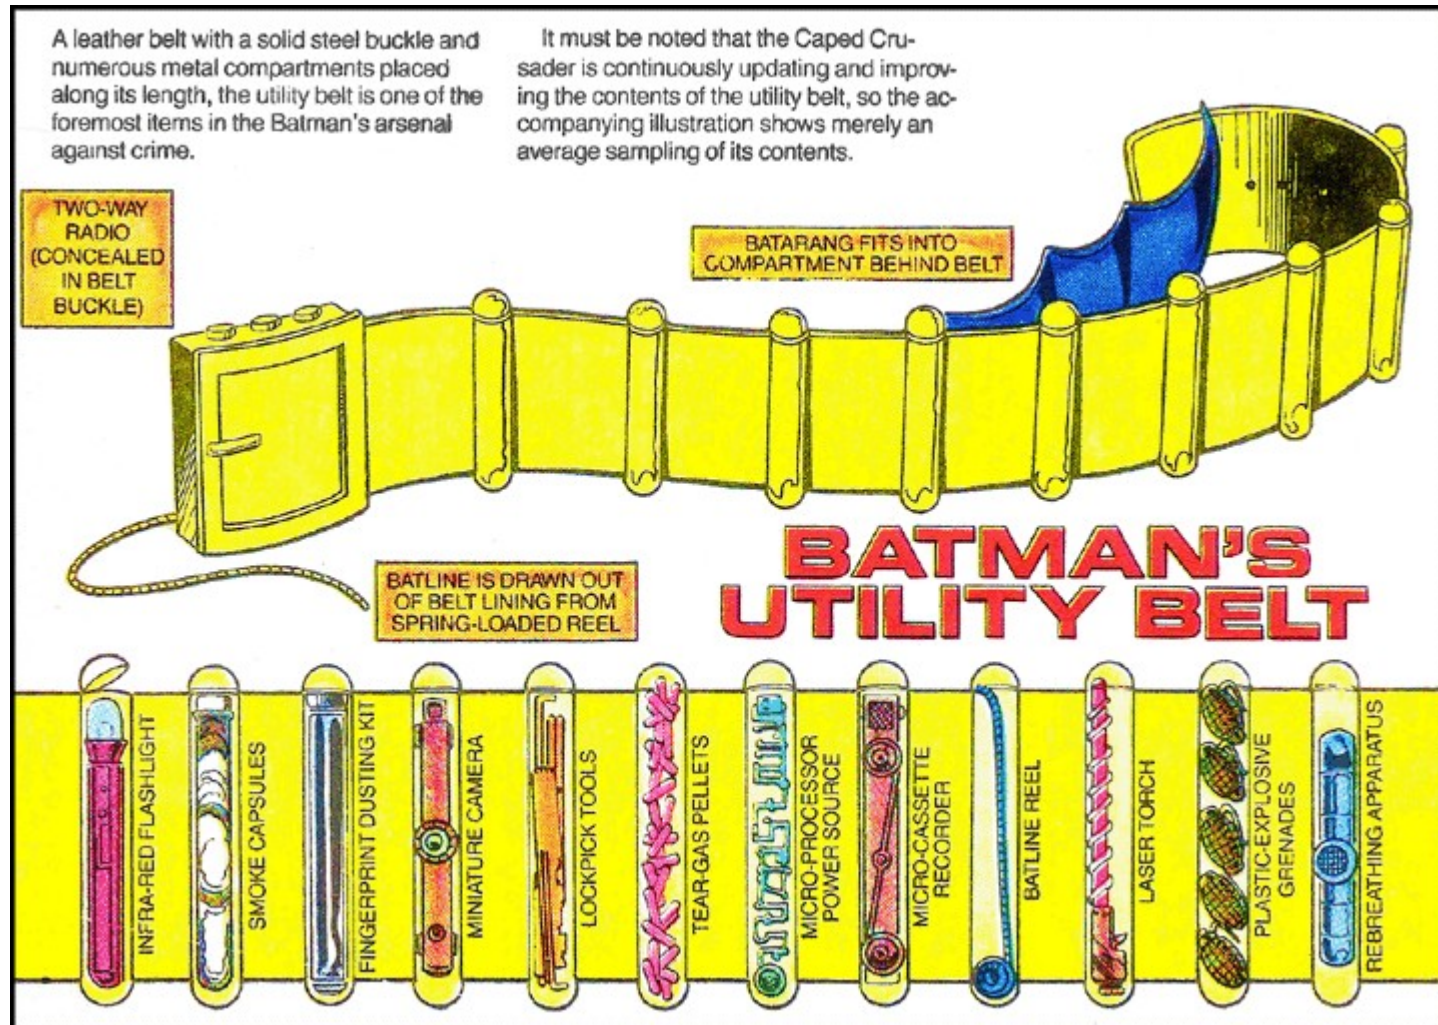 A leather belt with a solid steel buckle and
numerous metal compartments placed
along its length, the utility belt is one of the
foremost items in the Batman's arsenal
against crime.
It must be noted that the Caped Cru-
sader is continuously updating and improv-
ing the contents of the utility belt, so the ac-
companying illustration shows merely an
average sampling of its contents.
TWO-WAY
RADIO
(CONCEALED
IN BELT
BUCKLE)
BATARANG FITS INTO
COMPARTMENT BEHIND BELT
BATLINE IS DRAWN OUT
OF BELT LINING FROM
SPRING-LOADED REEL
BATMAN'S
UTILITY BELT
INFRA-RED FLASHLIGHT
SMOKE CAPSULES
FINGERPRINT DUSTING KIT
MINIATURE CAMERA
LOCKPICK TOOLS
TEAR-GAS PELLETS
MICRO-PROCESSOR
POWER SOURCE
MICRO-CASSETTE
RECORDER
BATLINE REEL
LASER TORCH
PLASTIC-EXPLOSIVE
GRENADES
REBREATHING APPARATUS